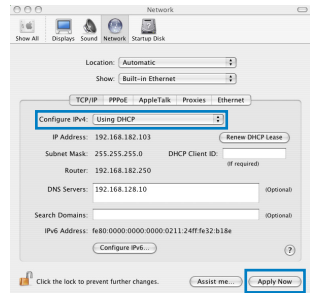 Network
Show All Displays Sound Network Startup Disk
Location: Automatic
Show: Built-in Ethernet
TCP/IP PPPoE AppleTalk Proxies Ethernet
Configure IPv4: Using DHCP
IP Address: 192.168.182.103 Renew DHCP Lease
Subnet Mask: 255.255.255.0 DHCP Client ID:
(If required)
Router: 192.168.182.250
DNS Servers: 192.168.128.10 (Optional)
Search Domains: (Optional)
IPv6 Address: fe80:0000:0000:0000:0211:24ff:fe32:b18e
Configure IPv6... ?
Click the lock to prevent further changes. Assist me... Apply Now